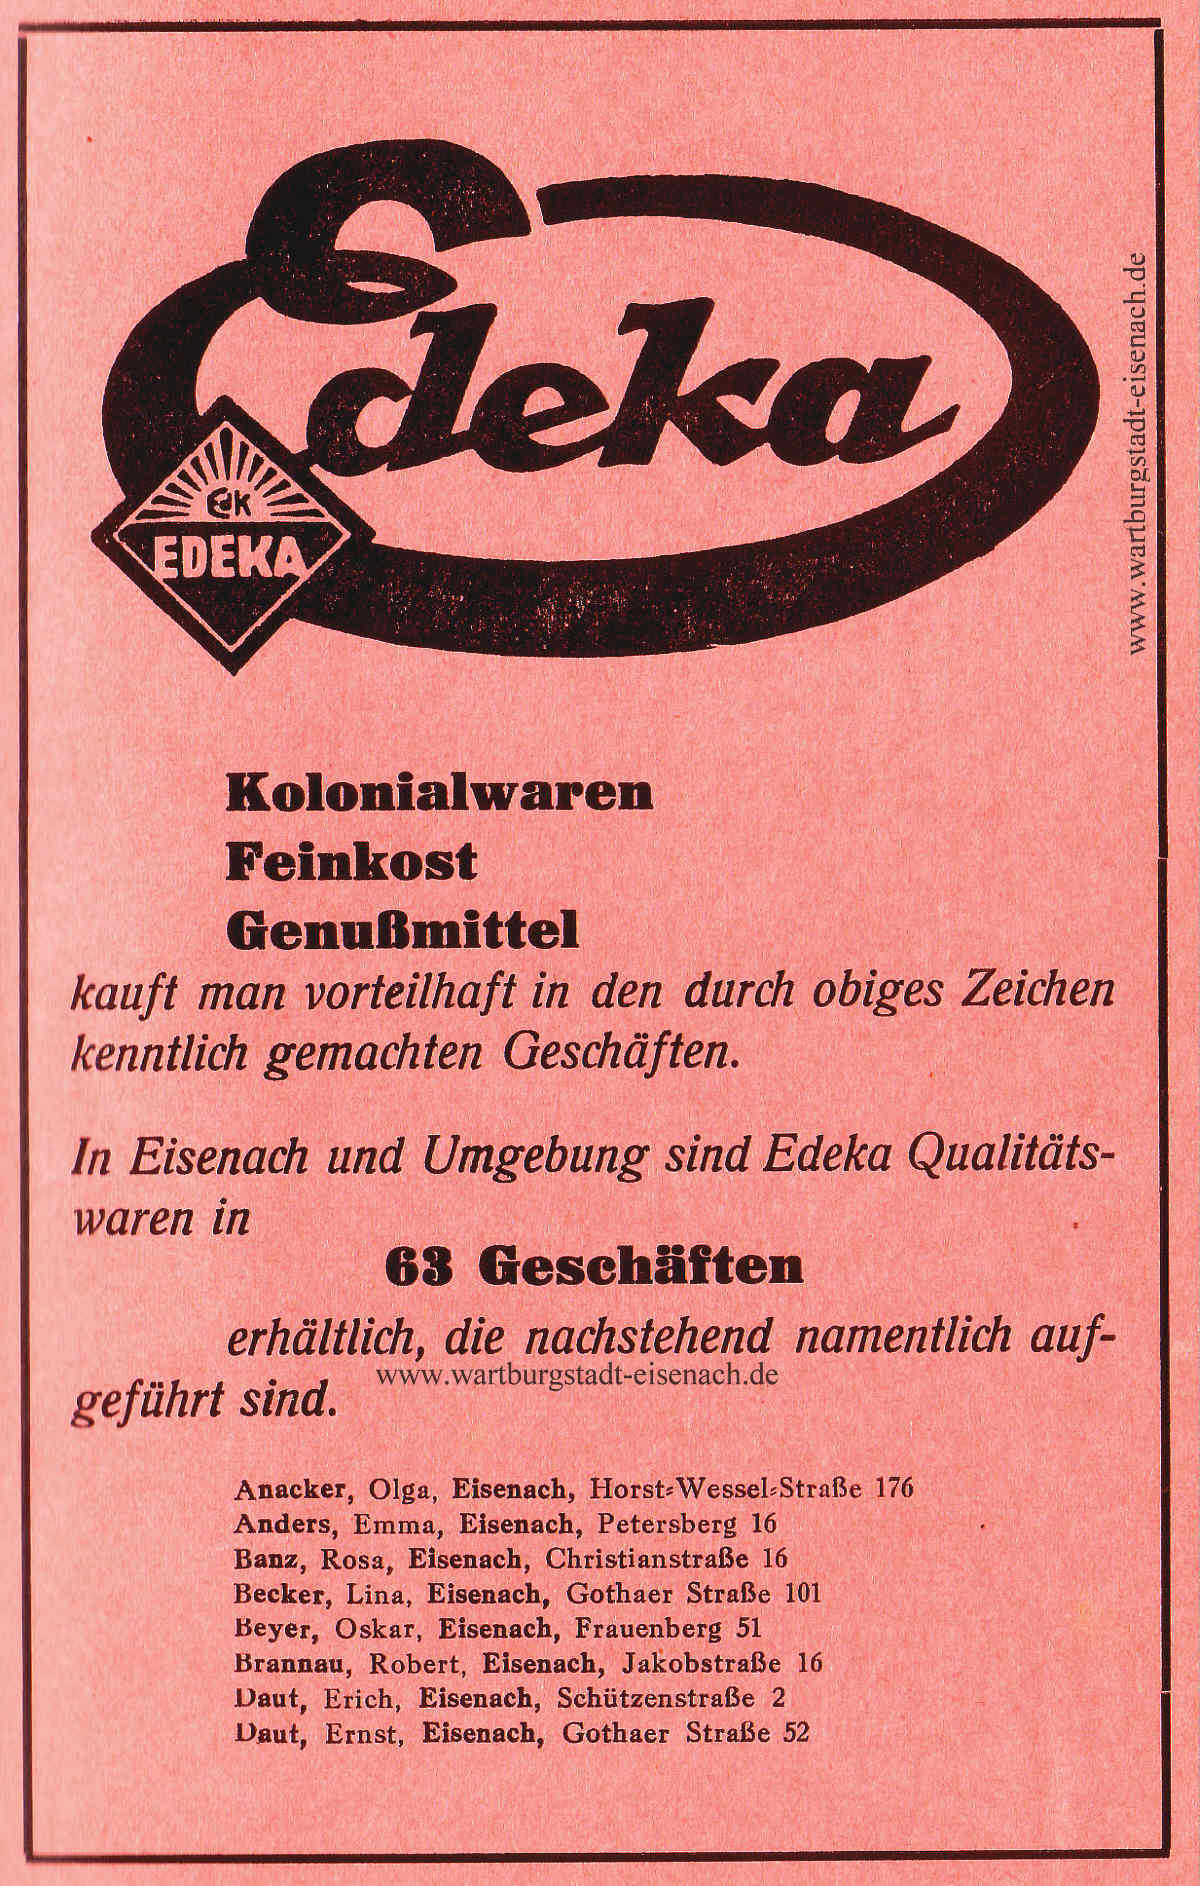 Edeka
EdK
EDEKA
www.wartburgstadt-eisenach.de
Kolonialwaren
Feinkost
Genußmittel
kauft man vorteilhaft in den durch obiges Zeichen
kenntlich gemachten Geschäften.
In Eisenach und Umgebung sind Edeka Qualitäts-
waren in
63 Geschäften
erhältlich, die nachstehend namentlich auf-
www.wartburgstadt-eisenach.de
geführt sind.
Anacker, Olga, Eisenach, Horst-Wessel-Straße 176
Anders, Emma, Eisenach, Petersberg 16
Banz, Rosa, Eisenach, Christianstraße 16
Becker, Lina, Eisenach, Gothaer Straße 101
Beyer, Oskar, Eisenach, Frauenberg 51
Brannau, Robert, Eisenach, Jakobstraße 16
Daut, Erich, Eisenach, Schützenstraße 2
Daut, Ernst, Eisenach, Gothaer Straße 52